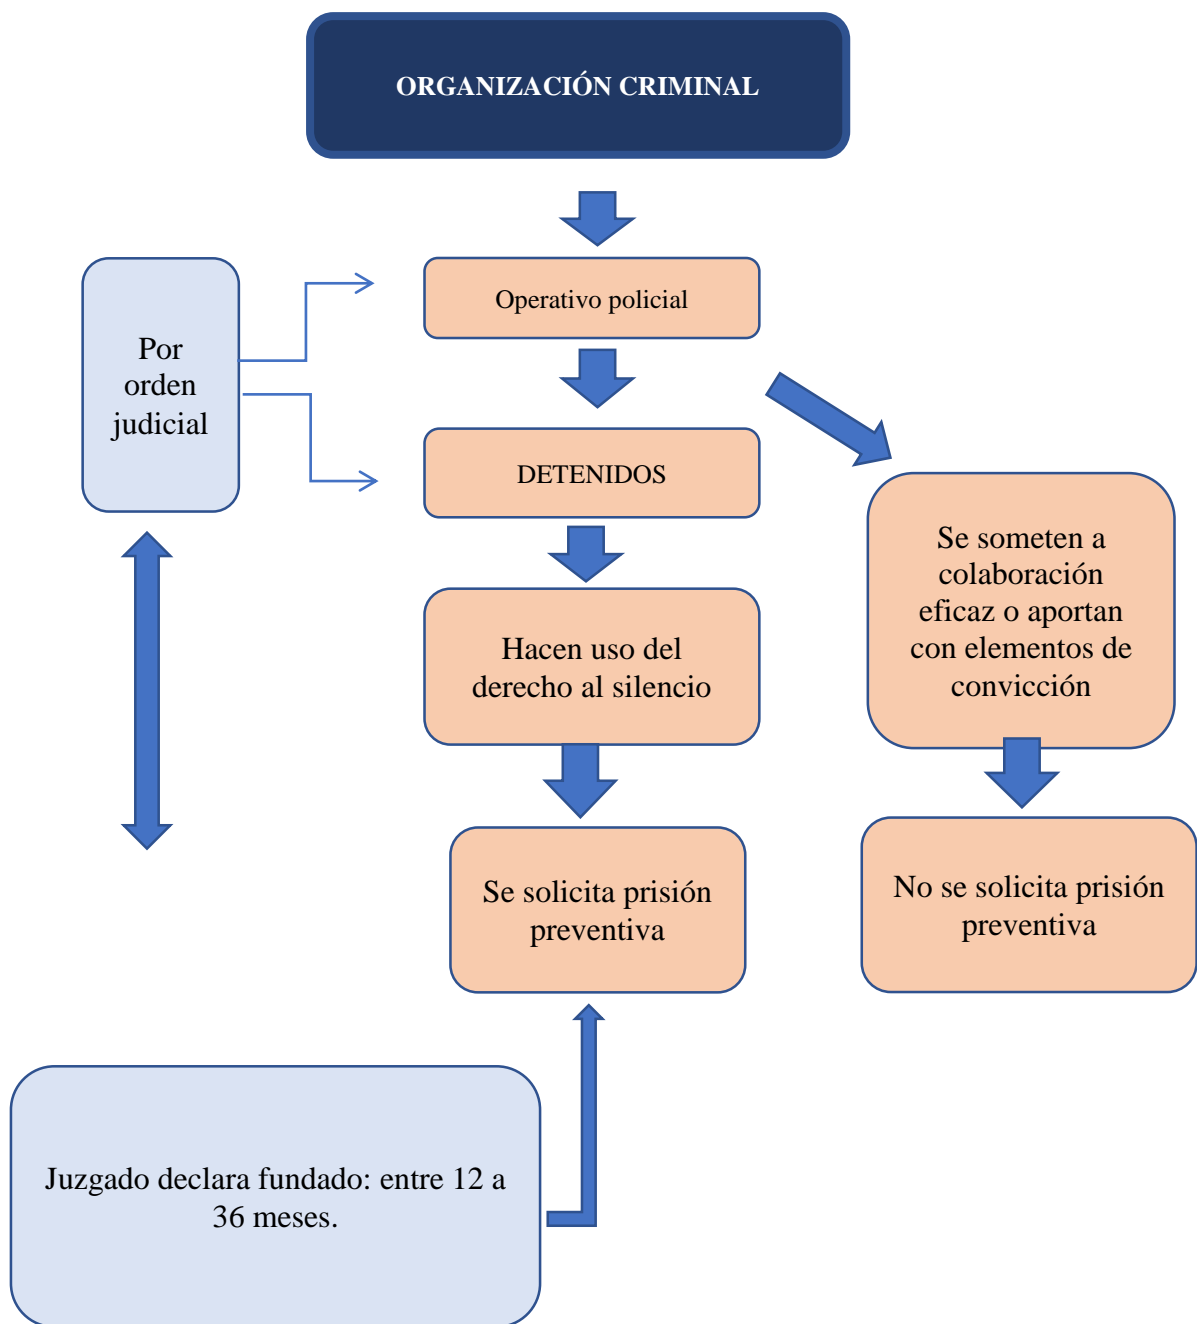 ORGANIZACIÓN CRIMINAL
Operativo policial
Por
orden
judicial
DETENIDOS
Se someten a
colaboración
eficaz o aportan
con elementos de
convicción
Hacen uso del
derecho al silencio
Se solicita prisión
preventiva
No se solicita prisión
preventiva
Juzgado declara fundado: entre 12 a
36 meses.